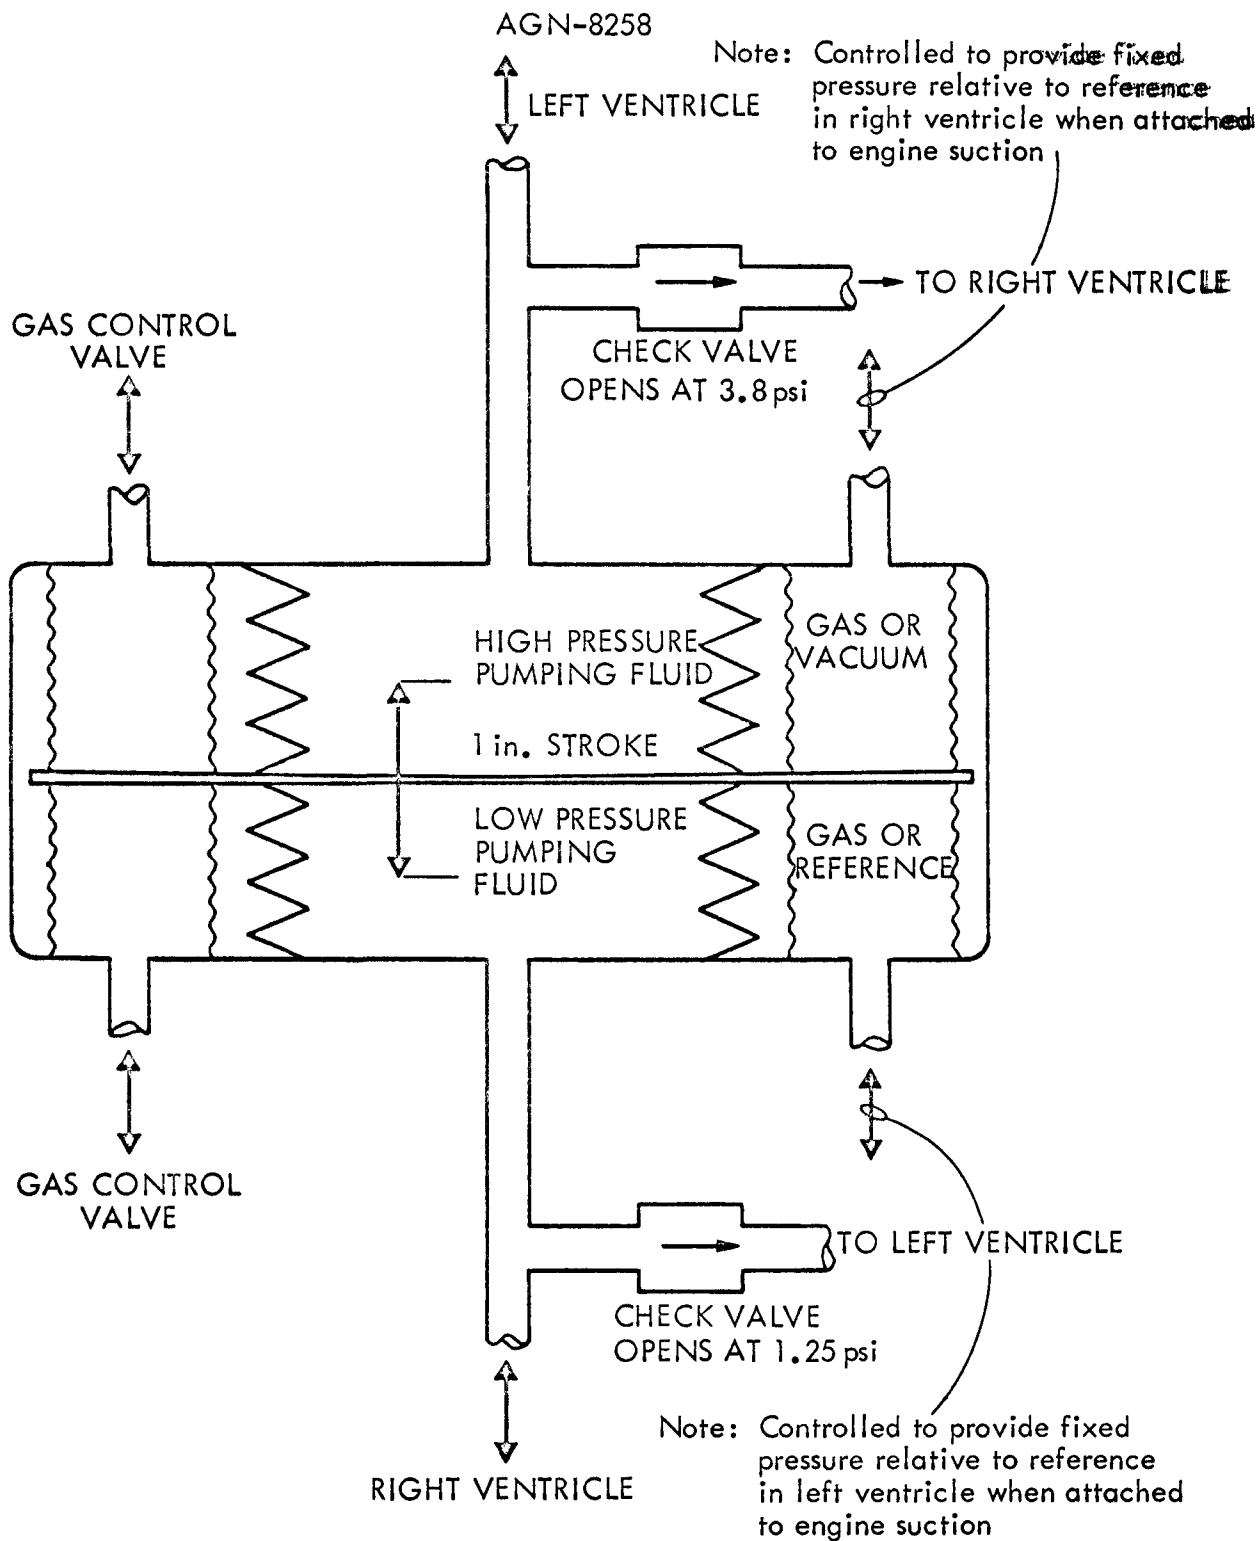 AGN-8258
Note: Controlled to provide fixed
pressure relative to reference
in right ventricle when attached
to engine suction
LEFT VENTRICLE
TO RIGHT VENTRICLE
GAS CONTROL
VALVE
CHECK VALVE
OPENS AT 3.8 psi
HIGH PRESSURE
PUMPING FLUID
GAS OR
VACUUM
1 in. STROKE
LOW PRESSURE
PUMPING
FLUID
GAS OR
REFERENCE
GAS CONTROL
VALVE
TO LEFT VENTRICLE
CHECK VALVE
OPENS AT 1.25 psi
RIGHT VENTRICLE
Note: Controlled to provide fixed
pressure relative to reference
in left ventricle when attached
to engine suction